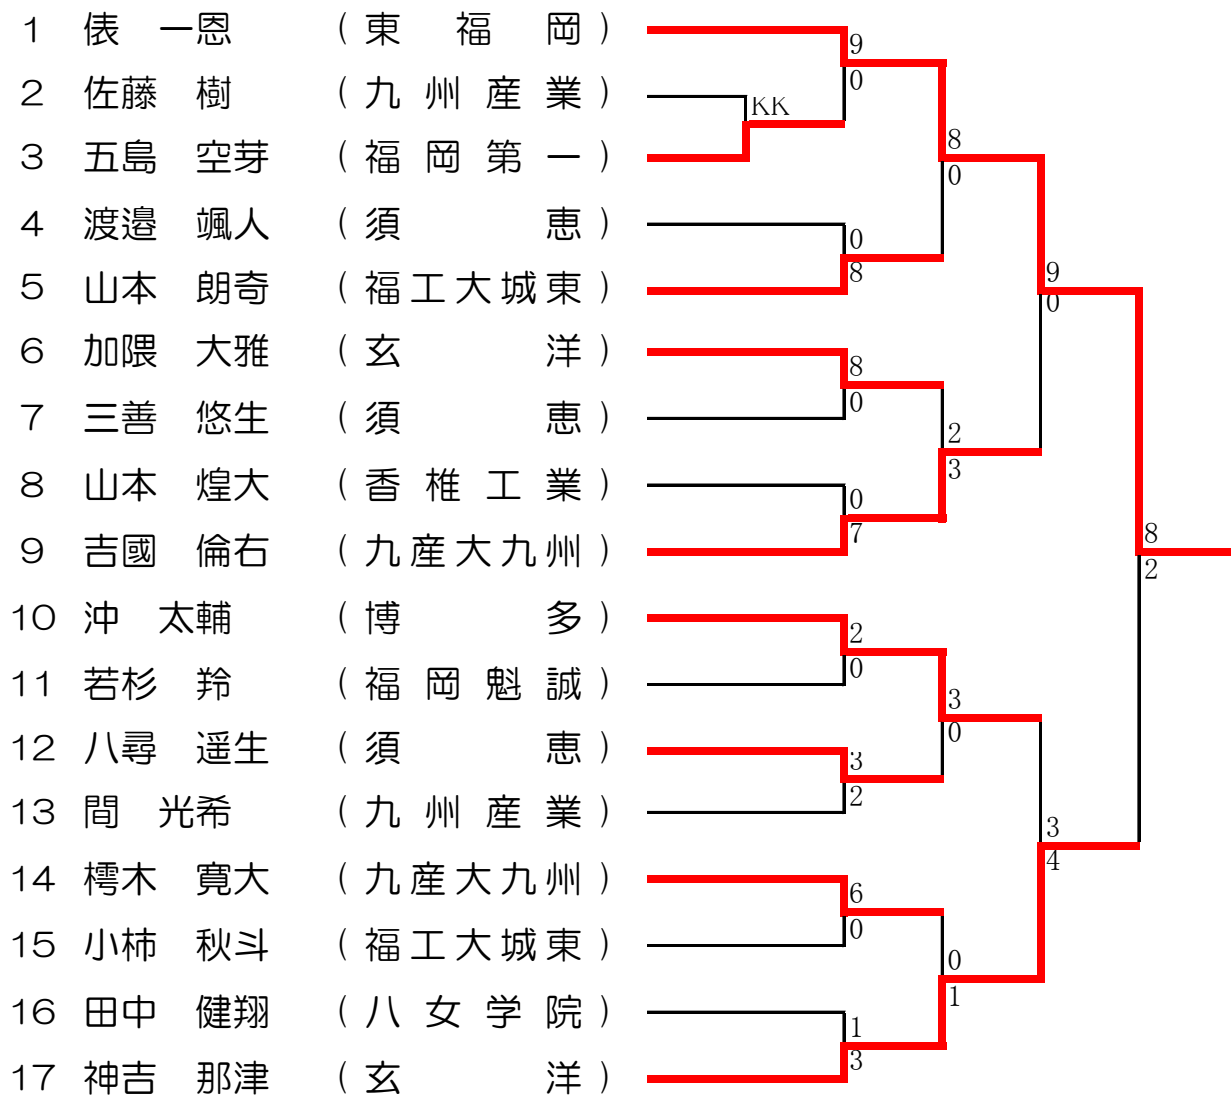 1 俵 一恩 (東福岡)
9
2 佐藤 樹 (九州産業)
0
KK
3 五島 空芽 (福岡第一)
8
0
4 渡邉 颯人 (須恵)
0
5 山本 朗奇 (福工大城東)
8
9
0
6 加隈 大雅 (玄洋)
8
7 三善 悠生 (須恵)
0
2
3
8 山本 煌大 (香椎工業)
0
9 吉國 倫右 (九産大九州)
7
8
2
10 沖 太輔 (博多)
2
11 若杉 羚 (福岡魁誠)
0
3
0
12 八尋 遥生 (須恵)
3
13 間 光希 (九州産業)
2
3
4
14 樗木 寛大 (九産大九州)
6
15 小柿 秋斗 (福工大城東)
0
0
1
16 田中 健翔 (八女学院)
1
17 神吉 那津 (玄洋)
3